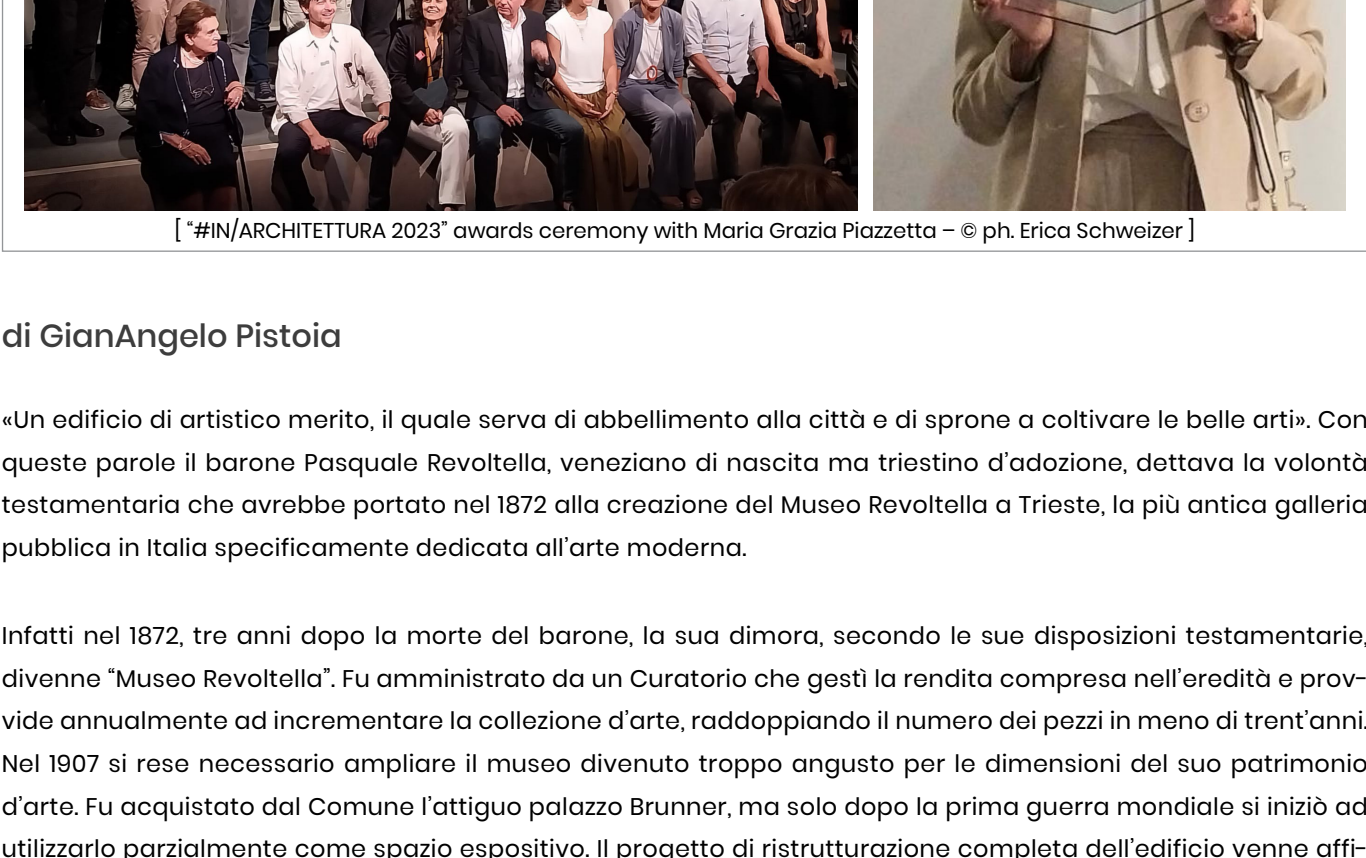 [ “#IN/ARCHITETTURA 2023” awards ceremony with Maria Grazia Piazzetta – © ph. Erica Schweizer ]
di GianAngelo Pistoia
«Un edificio di artistico merito, il quale serva di abbellimento alla città e di sprone a coltivare le belle arti». Con
queste parole il barone Pasquale Revoltella, veneziano di nascita ma triestino d’adozione, dettava la volontà
testamentaria che avrebbe portato nel 1872 alla creazione del Museo Revoltella a Trieste, la più antica galleria
pubblica in Italia specificamente dedicata all’arte moderna.
Infatti nel 1872, tre anni dopo la morte del barone, la sua dimora, secondo le sue disposizioni testamentarie,
divenne “Museo Revoltella”. Fu amministrato da un Curatorio che gestì la rendita compresa nell’eredità e prov-
vide annualmente ad incrementare la collezione d’arte, raddoppiando il numero dei pezzi in meno di trent’anni.
Nel 1907 si rese necessario ampliare il museo divenuto troppo angusto per le dimensioni del suo patrimonio
d’arte. Fu acquistato dal Comune l’attiguo palazzo Brunner, ma solo dopo la prima guerra mondiale si iniziò ad
utilizzarlo parzialmente come spazio espositivo. Il progetto di ristrutturazione completa dell’edificio venne affi-